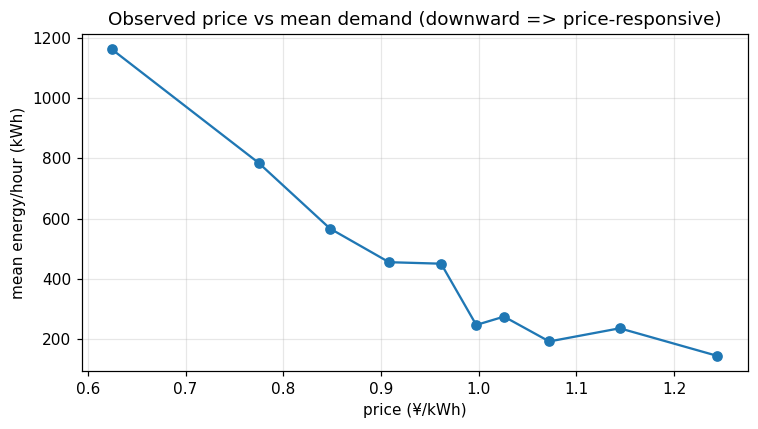 Observed price vs mean demand (downward => price-responsive)
1200
1000
800
600
400
200
mean energy/hour (kWh)
0.6 0.7 0.8 0.9 1.0 1.1 1.2
price (¥/kWh)